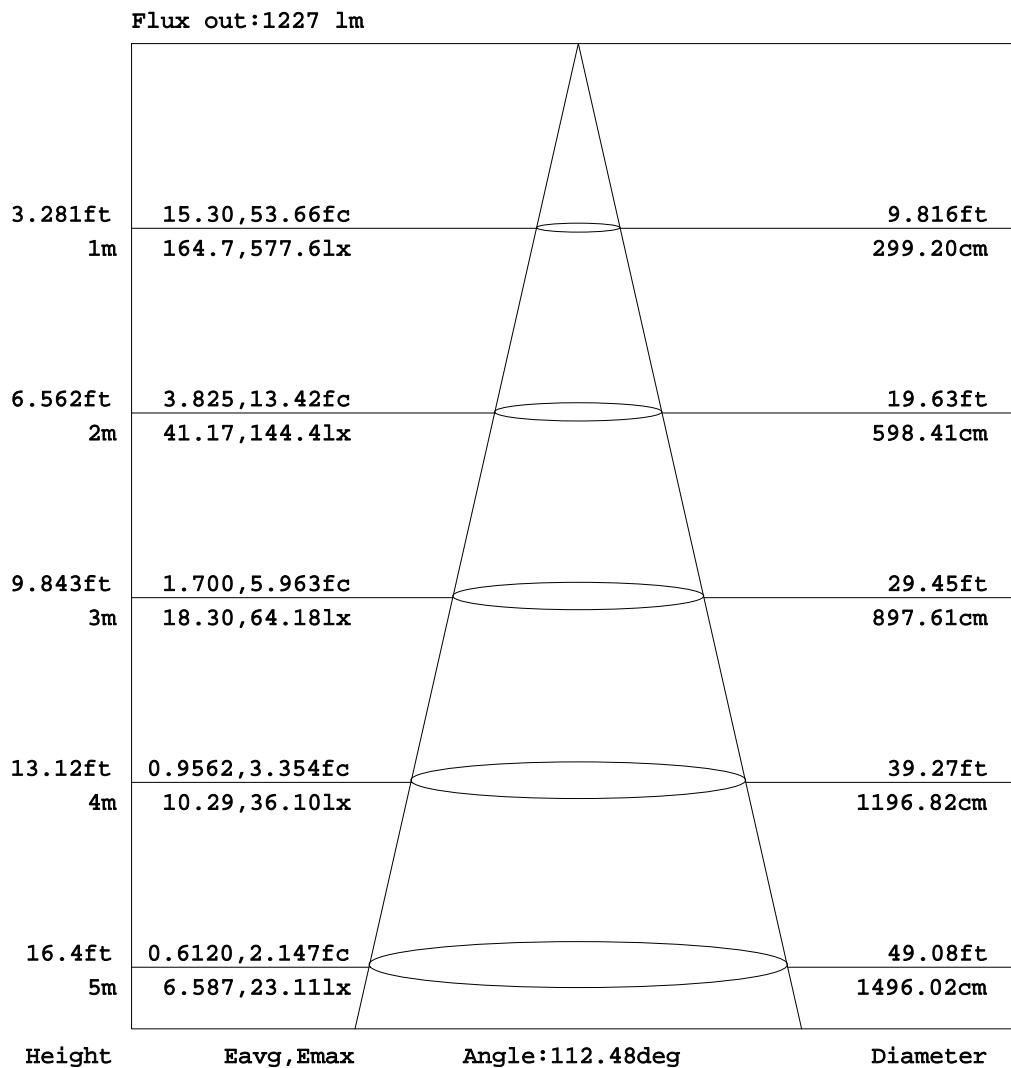 Flux out:1227 lm
3.281ft 15.30,53.66fc 9.816ft
1m 164.7,577.6lx 299.20cm
6.562ft 3.825,13.42fc 19.63ft
2m 41.17,144.4lx 598.41cm
9.843ft 1.700,5.963fc 29.45ft
3m 18.30,64.18lx 897.61cm
13.12ft 0.9562,3.354fc 39.27ft
4m 10.29,36.10lx 1196.82cm
16.4ft 0.6120,2.147fc 49.08ft
5m 6.587,23.11lx 1496.02cm
Height Eavg,Emax Angle:112.48deg Diameter